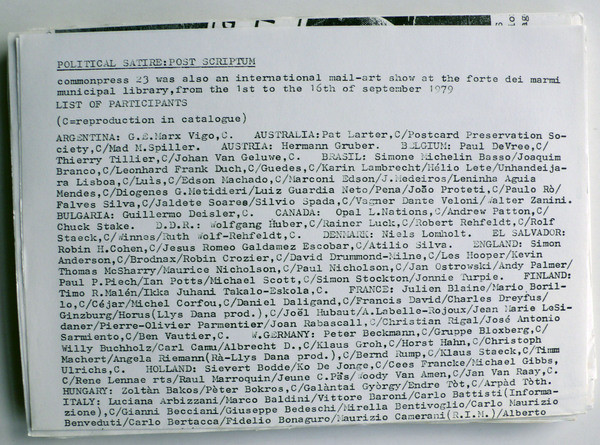 POLITICAL SATIRE:POST SCRIPTUM
commonpress 23 was also an international mail-art show at the forte dei marmi
municipal library,from the 1st to the 16th of september 1979
LIST OF PARTICIPANTS
(C=reproduction in catalogue)
ARGENTINA: G.E.Marx Vigo,C. AUSTRALIA:Pat Larter,C/Postcard Preservation So-
ciety,C/Mad M.Spiller. AUSTRIA: Hermann Gruber. BELGIUM: Paul DeVree,C/
Thierry Tillier,C/Johan Van Geluwe,C. BRASIL: Simone Michelin Basso/Joaquim
Branco,C/Leonhard Frank Duch,C/Guedes,C/Karin Lambrecht/Hélio Lete/Unhandeija-
ra Lisboa,C/Luis,C/Edson Machado,C/Marconi Edson/J.Medeiros/Leninha Agnia
Mendes,C/Diogenes G.Metidieri/Luiz Guardia Neto/Pena/João Proteti,C/Paulo Rò/
Falves Silva,C/Jaldete Soares/Silvio Spada,C/Vagner Dante Veloni/Walter Zanini.
BULGARIA: Guillermo Deisler,C. CANADA: Opal L.Nations,C/Andrew Patton,C/
Chuck Stake. D.D.R.: Wolfgang Huber,C/Rainer Luck,C/Robert Rehfeldt,C/Rolf
Staeck,C/Winnes/Ruth Wolf-Rehfeldt,C. DENMARK: Niels Lomholt. EL SALVADOR:
Robin H.Cohen,C/Jesus Romeo Galdamez Escobar,C/Atilio Silva. ENGLAND: Simon
Anderson,C/Brodnax/Robin Crozier,C/David Drummond-Milne,C/Les Hooper/Kevin
Thomas McSharry/Maurice Nicholson,C/Paul Nicholson,C/Jan Ostrowski/Andy Palmer/
Paul P.Piech/Ian Potts/Michael Scott,C/Simon Stockton/Jonnie Turpie. FINLAND:
Timo R.Malén/Ikka Juhani Takalo-Eskola,C. FRANCE: Julien Blaine/Mario Boril-
lo,C/Céjar/Michel Corfou,C/Daniel Daligand,C/Francis David/Charles Dreyfus/
Ginzburg/Horus(Llys Dana prod.),C/Joël Hubaut/A.Labelle-Rojoux/Jean Marie LeSi-
daner/Pierre-Olivier Parmentier/Joan Rabascall,C/Christian Rigal/José Antonio
Sarmiento,C/Ben Vautier,C. W.GERMANY: Peter Beckmann,C/Gruppe Bloxberg,C/
Willy Buchholz/Carl Camu/Albrecht D.,C/Klaus Groh,C/Horst Hahn,C/Christoph
Machert/Angela Riemann(Rà-Llys Dana prod.),C/Bernd Rump,C/Klaus Staeck,C/Timm
Ulrichs,C. HOLLAND: Sievert Bodde/Ko De Jonge,C/Cees Francke/Michael Gibbs,
C/Rene Lennae rts/Raul Marroquin/Jeune C.Pas/Woody Van Amen,C/Jan Van Raay,C.
HUNGARY: Zoltàn Bakos/Pèter Bokros,C/Galàntai Gyòrgy/Endre Tòt,C/Arpàd Tòth.
ITALY: Luciana Arbizzani/Marco Baldini/Vittore Baroni/Carlo Battisti(Informa-
zione),C/Gianni Becciani/Giuseppe Bedeschi/Mirella Bentivoglio/Carlo Maurizio
Benveduti/Carlo Bertacca/Fidelio Bonaguro/Maurizio Camerani(R.I.M.)/Alberto